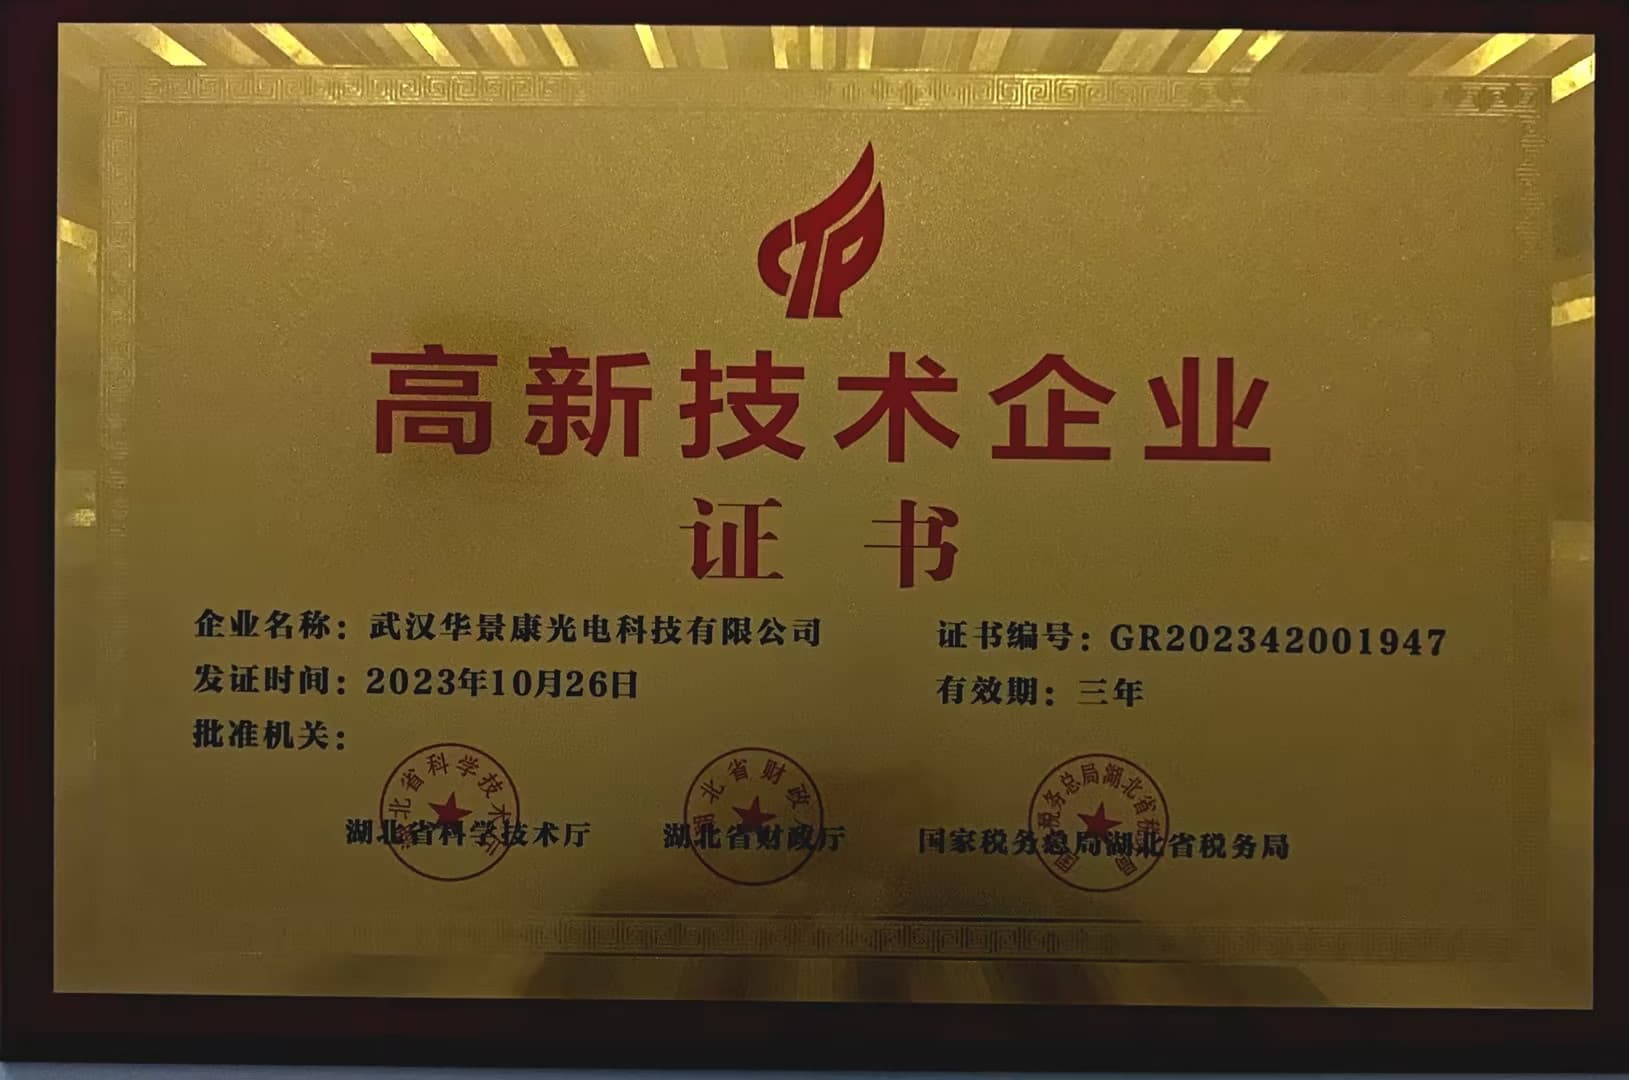 CTP
高新技术企业
证 书
企业名称：武汉华景康光电科技有限公司
证书编号：GR202342001947
发证时间：2023年10月26日
有效期：三年
批准机关：
湖北省科学技术厅
湖北省财政厅
国家税务总局湖北省税务局